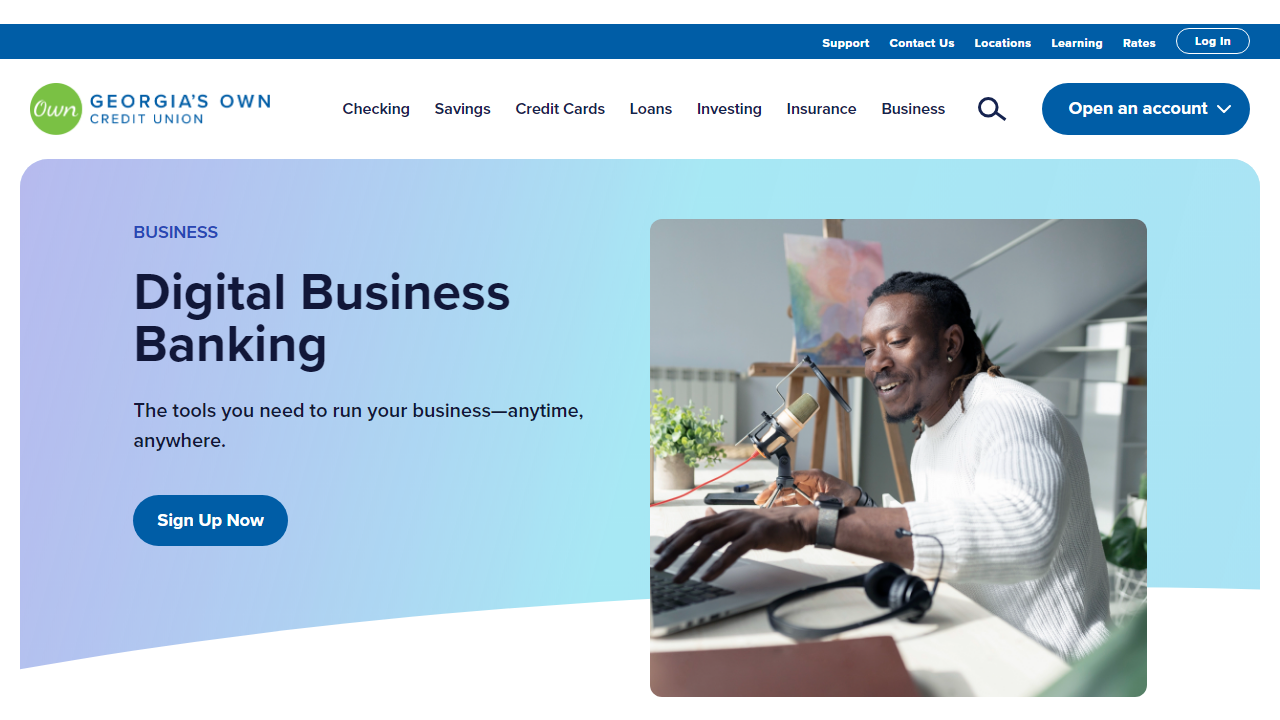 Support Contact Us Locations Learning Rates Log In
Own GEORGIA'S OWN
CREDIT UNION
Checking Savings Credit Cards Loans Investing Insurance Business Open an account
BUSINESS
Digital Business
Banking
The tools you need to run your business—anytime,
anywhere.
Sign Up Now